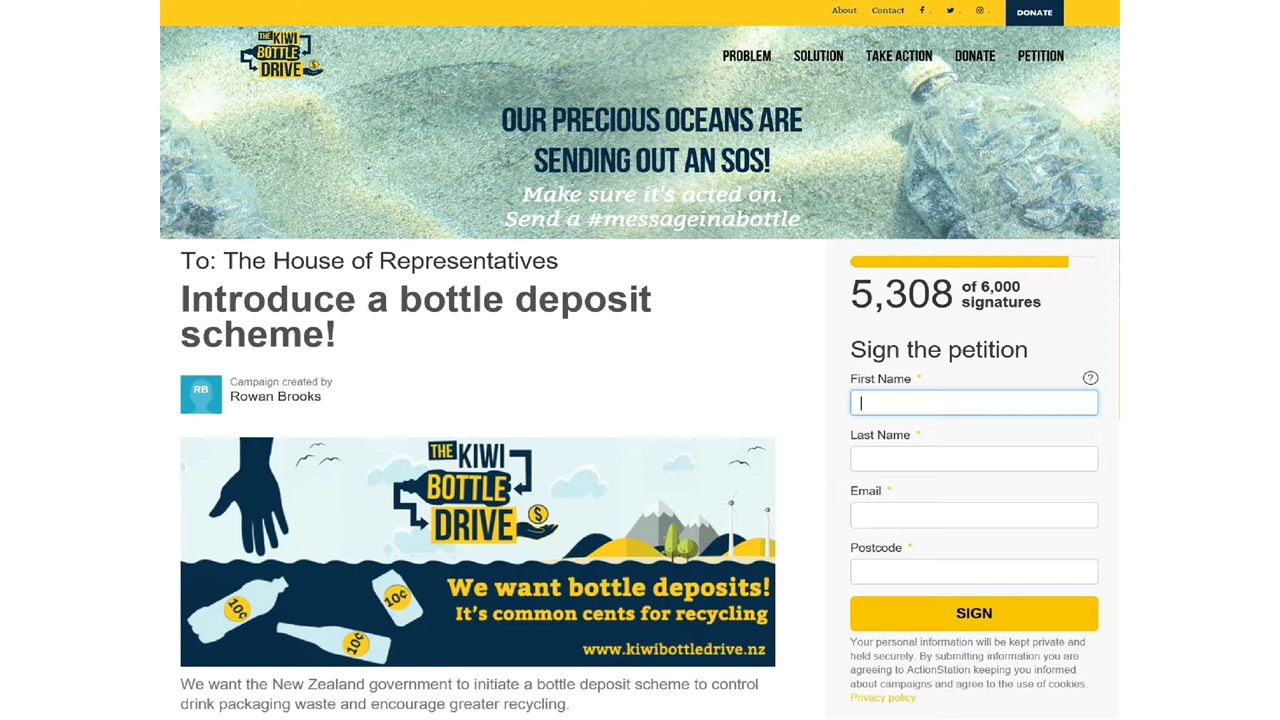 About Contact DONATE
THE KIWI
BOTTLE
DRIVE
$
PROBLEM SOLUTION TAKE ACTION DONATE PETITION
OUR PRECIOUS OCEANS ARE
SENDING OUT AN SOS!
Make sure it's acted on.
Send a #messageinabottle
To: The House of Representatives
Introduce a bottle deposit
scheme!
RB
Campaign created by
Rowan Brooks
THE KIWI
BOTTLE
DRIVE
$
We want bottle deposits!
It's common cents for recycling
10¢
10¢
10¢
www.kiwibottledrive.nz
We want the New Zealand government to initiate a bottle deposit scheme to control
drink packaging waste and encourage greater recycling.
5,308 of 6,000
signatures
Sign the petition
First Name * ?
Last Name *
Email *
Postcode *
SIGN
Your personal information will be kept private and
held securely. By submitting information you are
agreeing to ActionStation keeping you informed
about campaigns and agree to the use of cookies.
Privacy policy